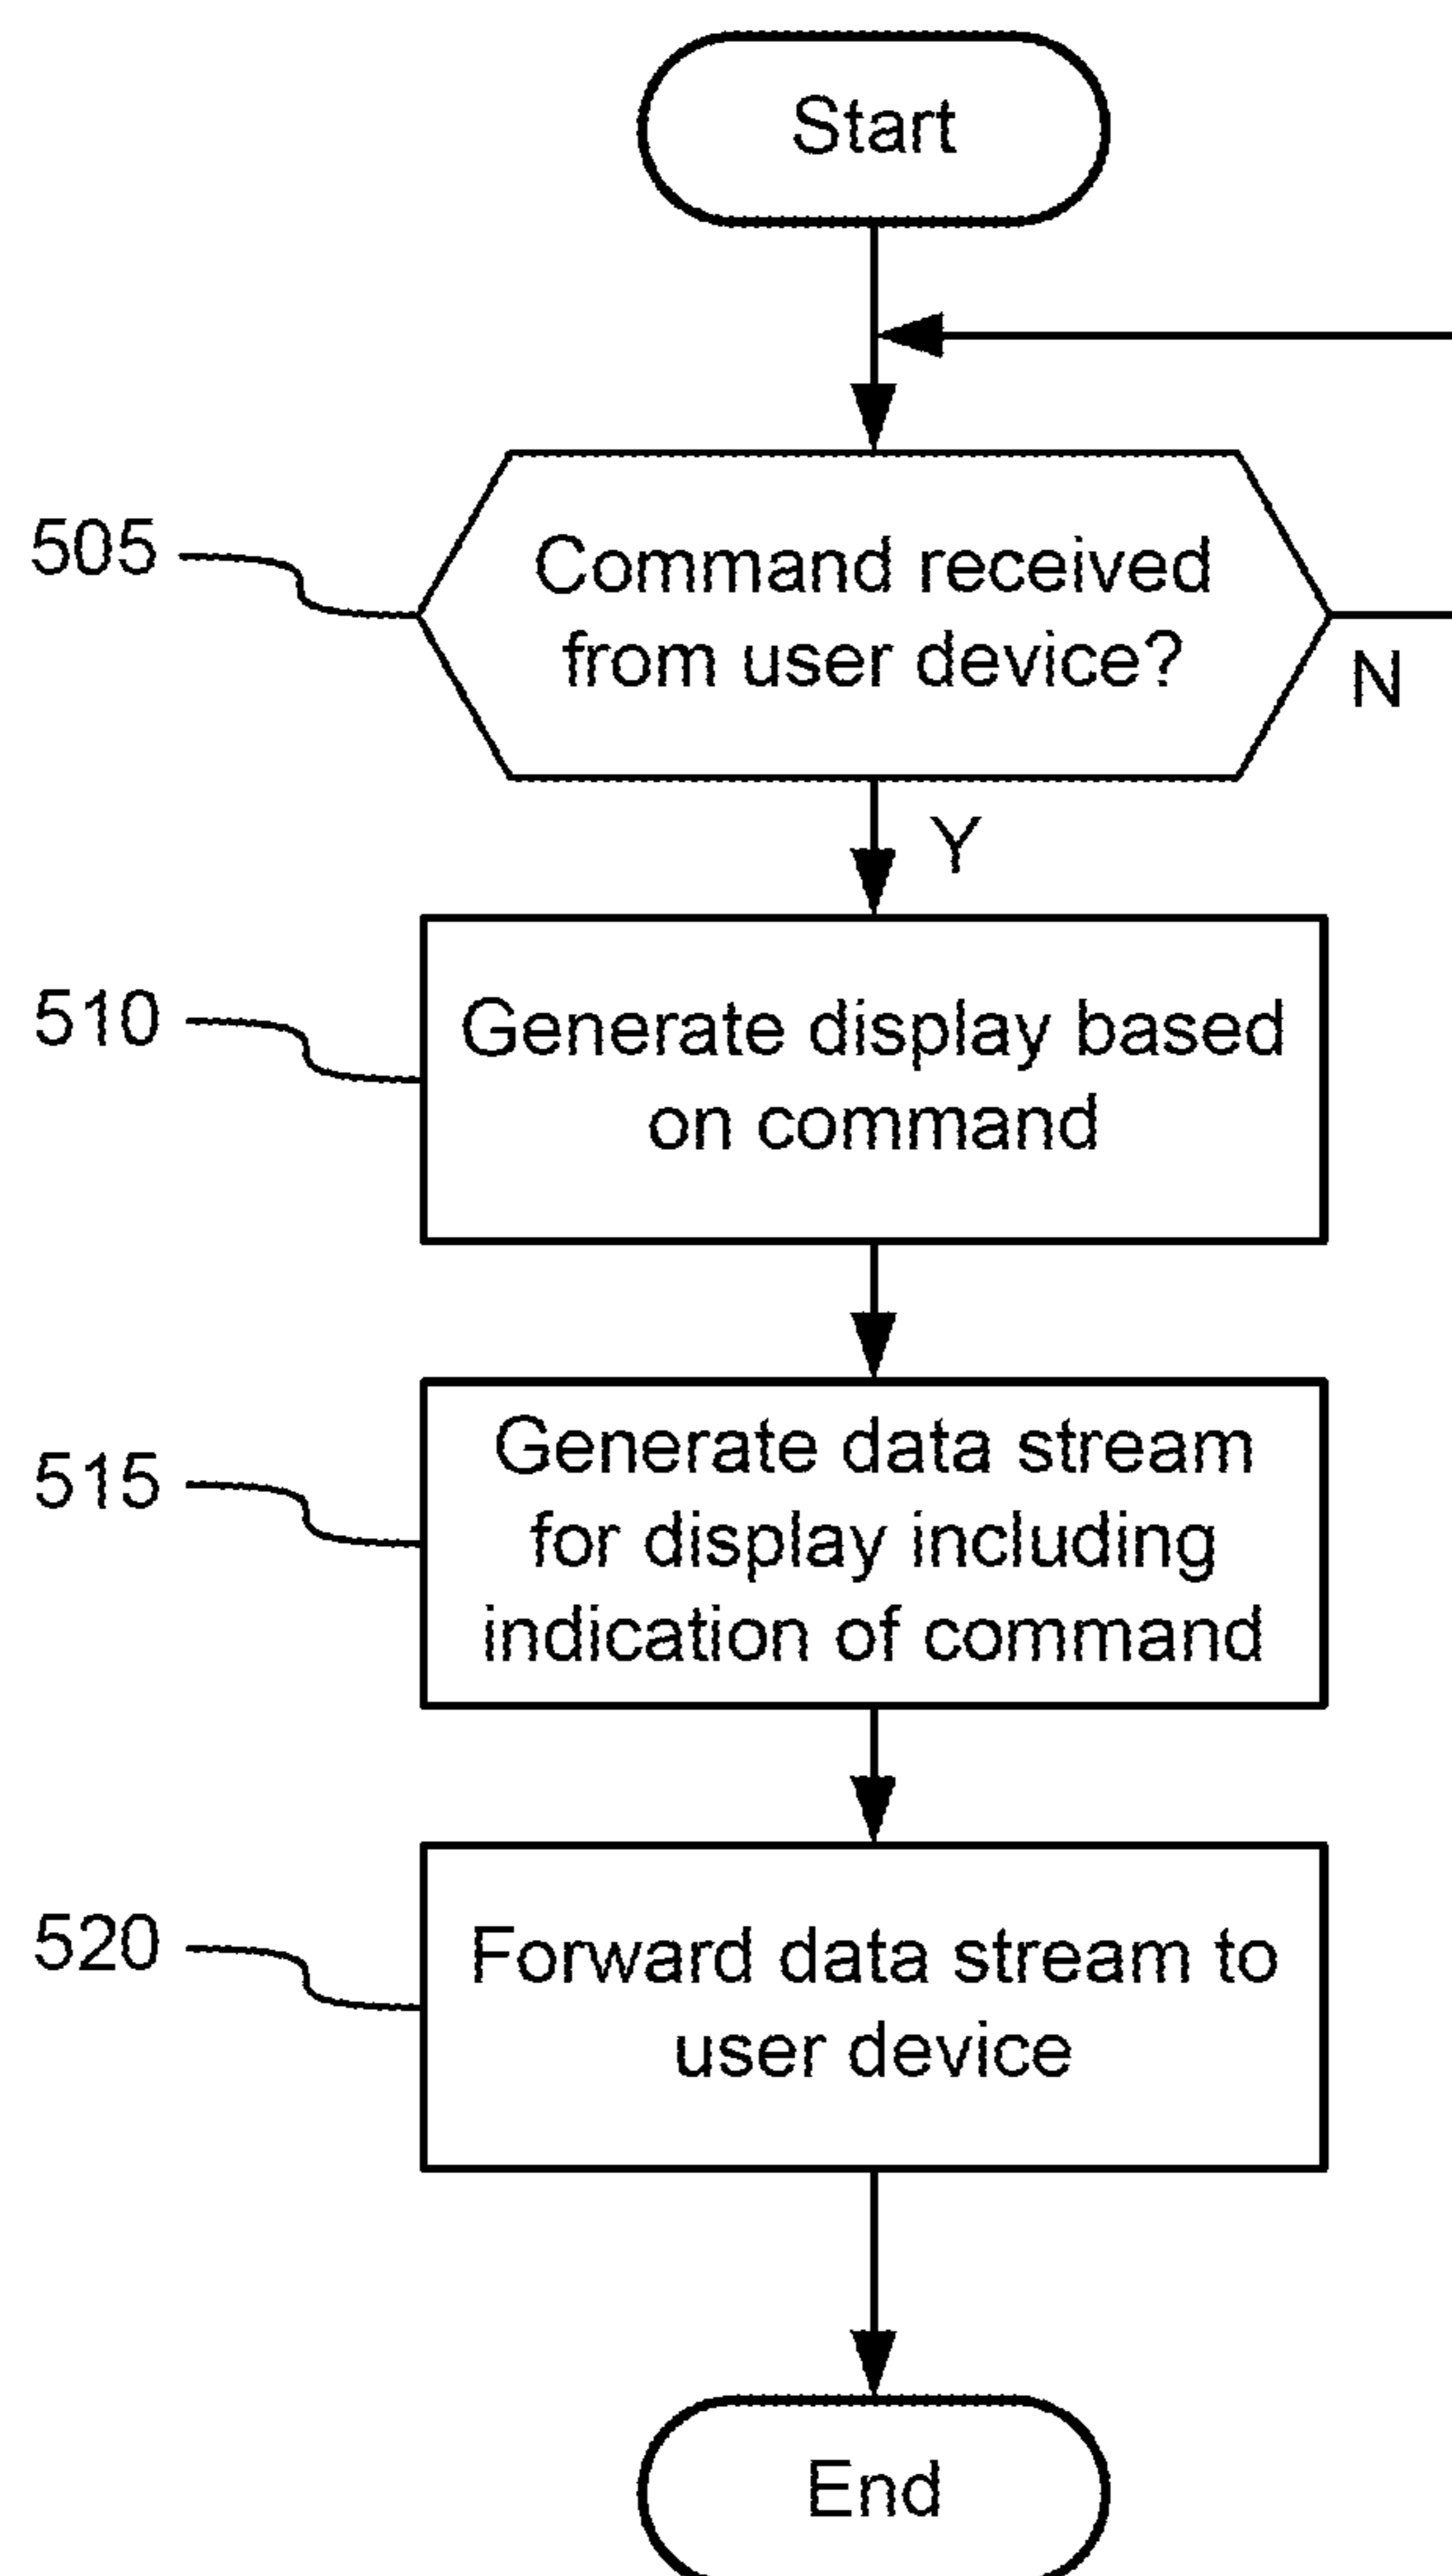 Start
505
Command received
from user device?
N
Y
510
Generate display based
on command
515
Generate data stream
for display including
indication of command
520
Forward data stream to
user device
End